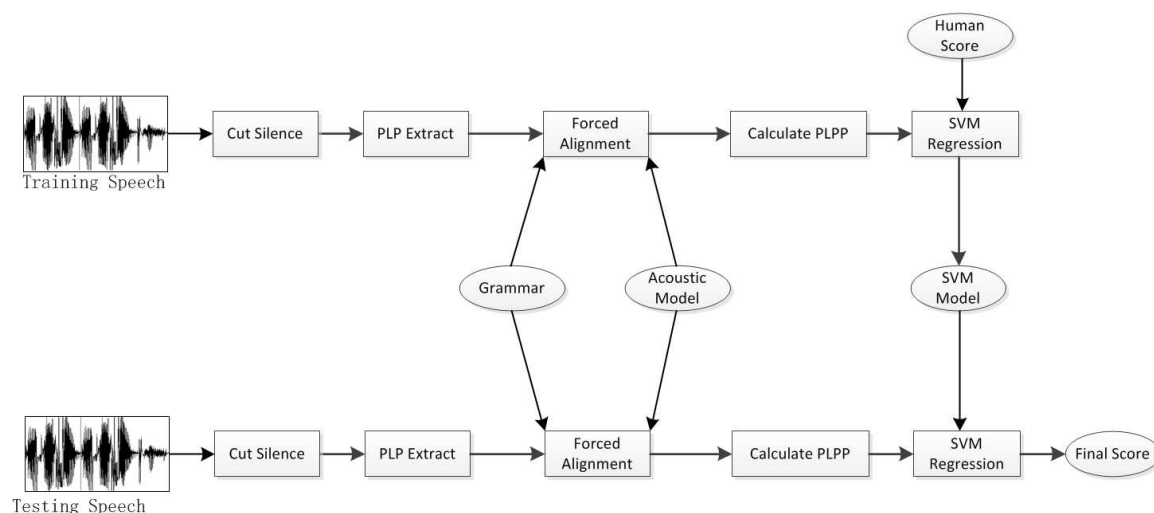 Human
Score
Cut Silence
PLP Extract
Forced
Alignment
Calculate PLPP
SVM
Regression
Training Speech
Grammar
Acoustic
Model
SVM
Model
Cut Silence
PLP Extract
Forced
Alignment
Calculate PLPP
SVM
Regression
Final Score
Testing Speech